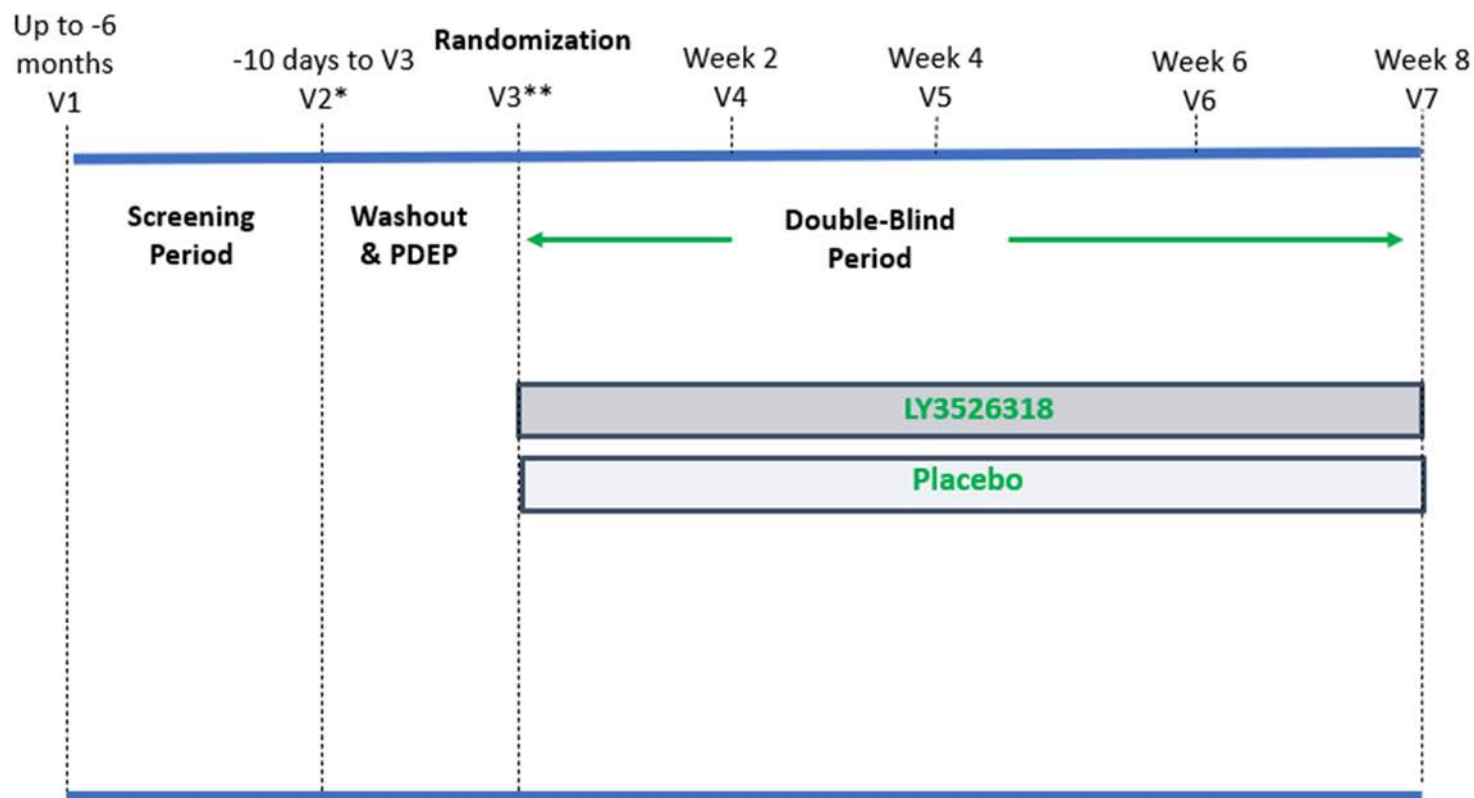 Up to -6
months
V1
-10 days to V3
V2*
Randomization
V3**
Week 2
V4
Week 4
V5
Week 6
V6
Week 8
V7
Screening
Period
Washout
& PDEP
Double-Blind
Period
LY3526318
Placebo